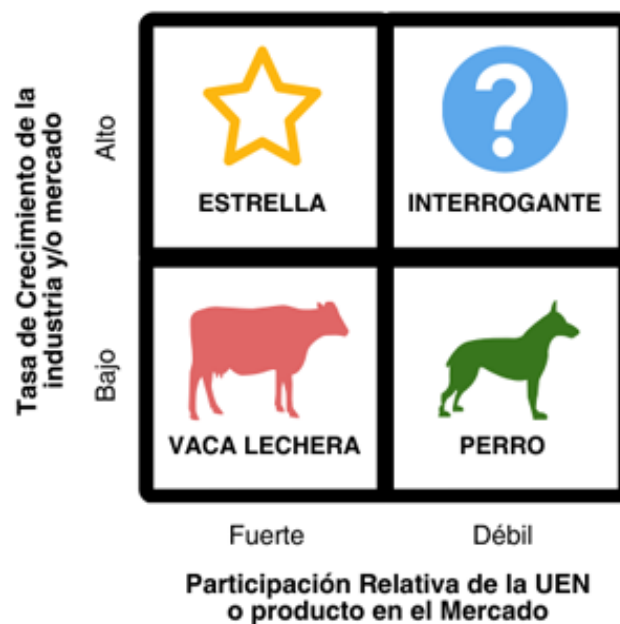 Tasa de Crecimiento de la
industria y/o mercado
Alto
Bajo
?
ESTRELLA
INTERROGANTE
VACA LECHERA
PERRO
Fuerte
Débil
Participación Relativa de la UEN
o producto en el Mercado